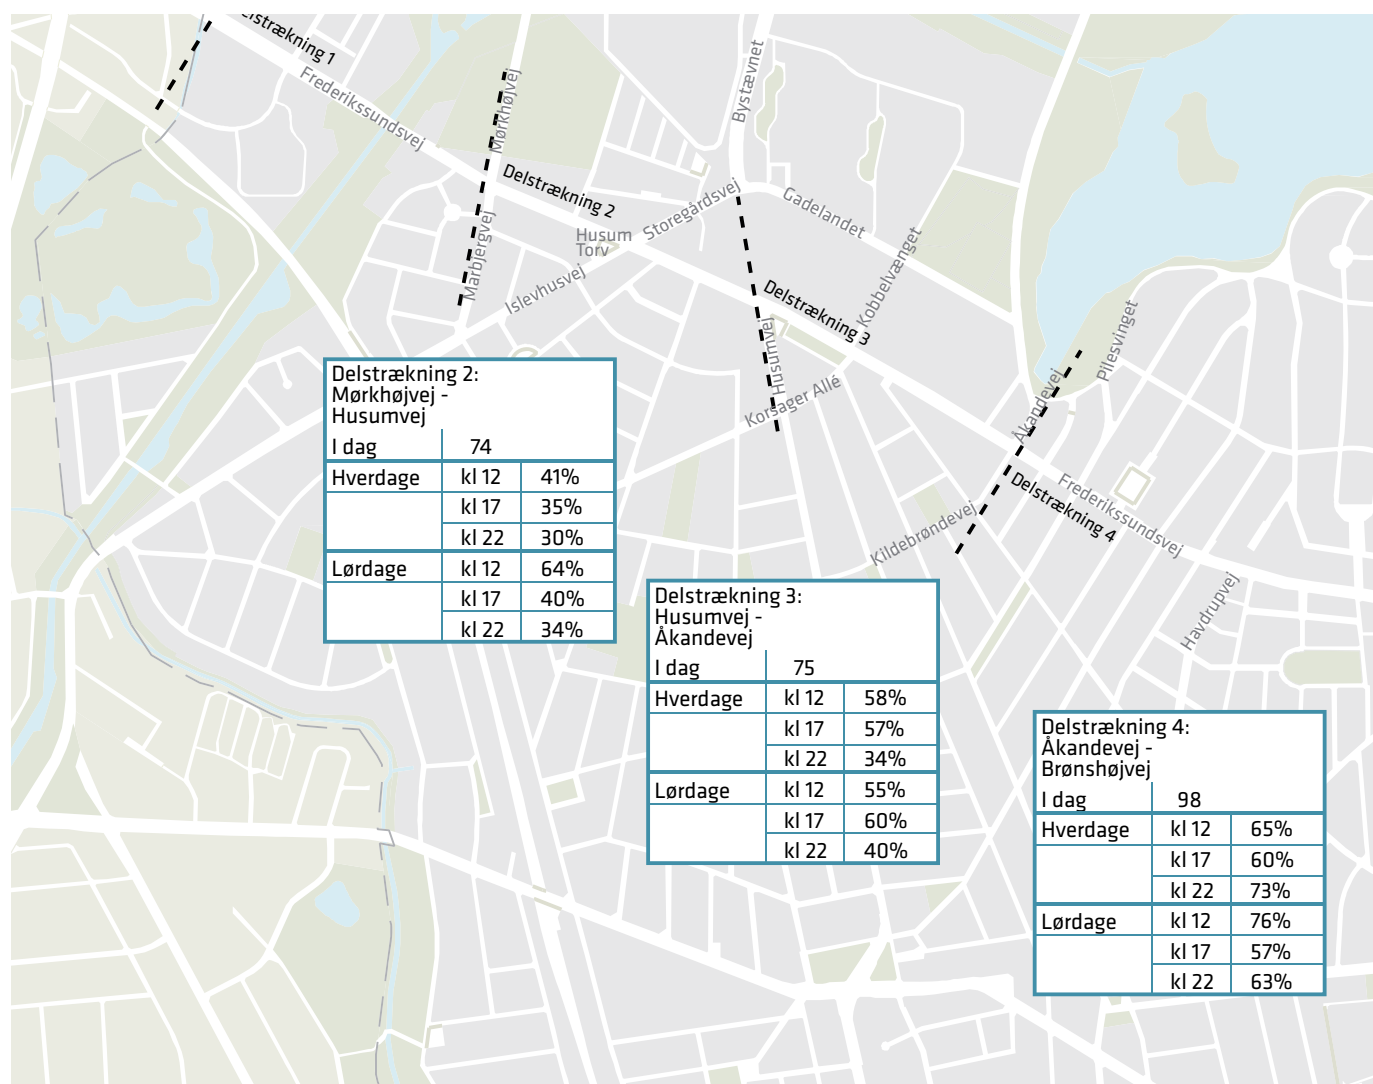 elstrækning 1
Frederikssundsvej
Mørkhøjvej
Bystævnet
Delstrækning 2
Storegårdsvej
Gadelandet
Husum
Torv
Marbjergvej
Islevhusvej
Kobbelvænget
Delstrækning 3
Husumvej
Korsager Allé
Pilesvinget
Åkandevej
Kildebrøndevej
Delstrækning 4
Frederikssundsvej
Havdrupvej
Delstrækning 2:
Mørkhøjvej -
Husumvej
I dag 74
Hverdage kl 12 41%
kl 17 35%
kl 22 30%
Lørdage kl 12 64%
kl 17 40%
kl 22 34%
Delstrækning 3:
Husumvej -
Åkandevej
I dag 75
Hverdage kl 12 58%
kl 17 57%
kl 22 34%
Lørdage kl 12 55%
kl 17 60%
kl 22 40%
Delstrækning 4:
Åkandevej -
Brønshøjvej
I dag 98
Hverdage kl 12 65%
kl 17 60%
kl 22 73%
Lørdage kl 12 76%
kl 17 57%
kl 22 63%